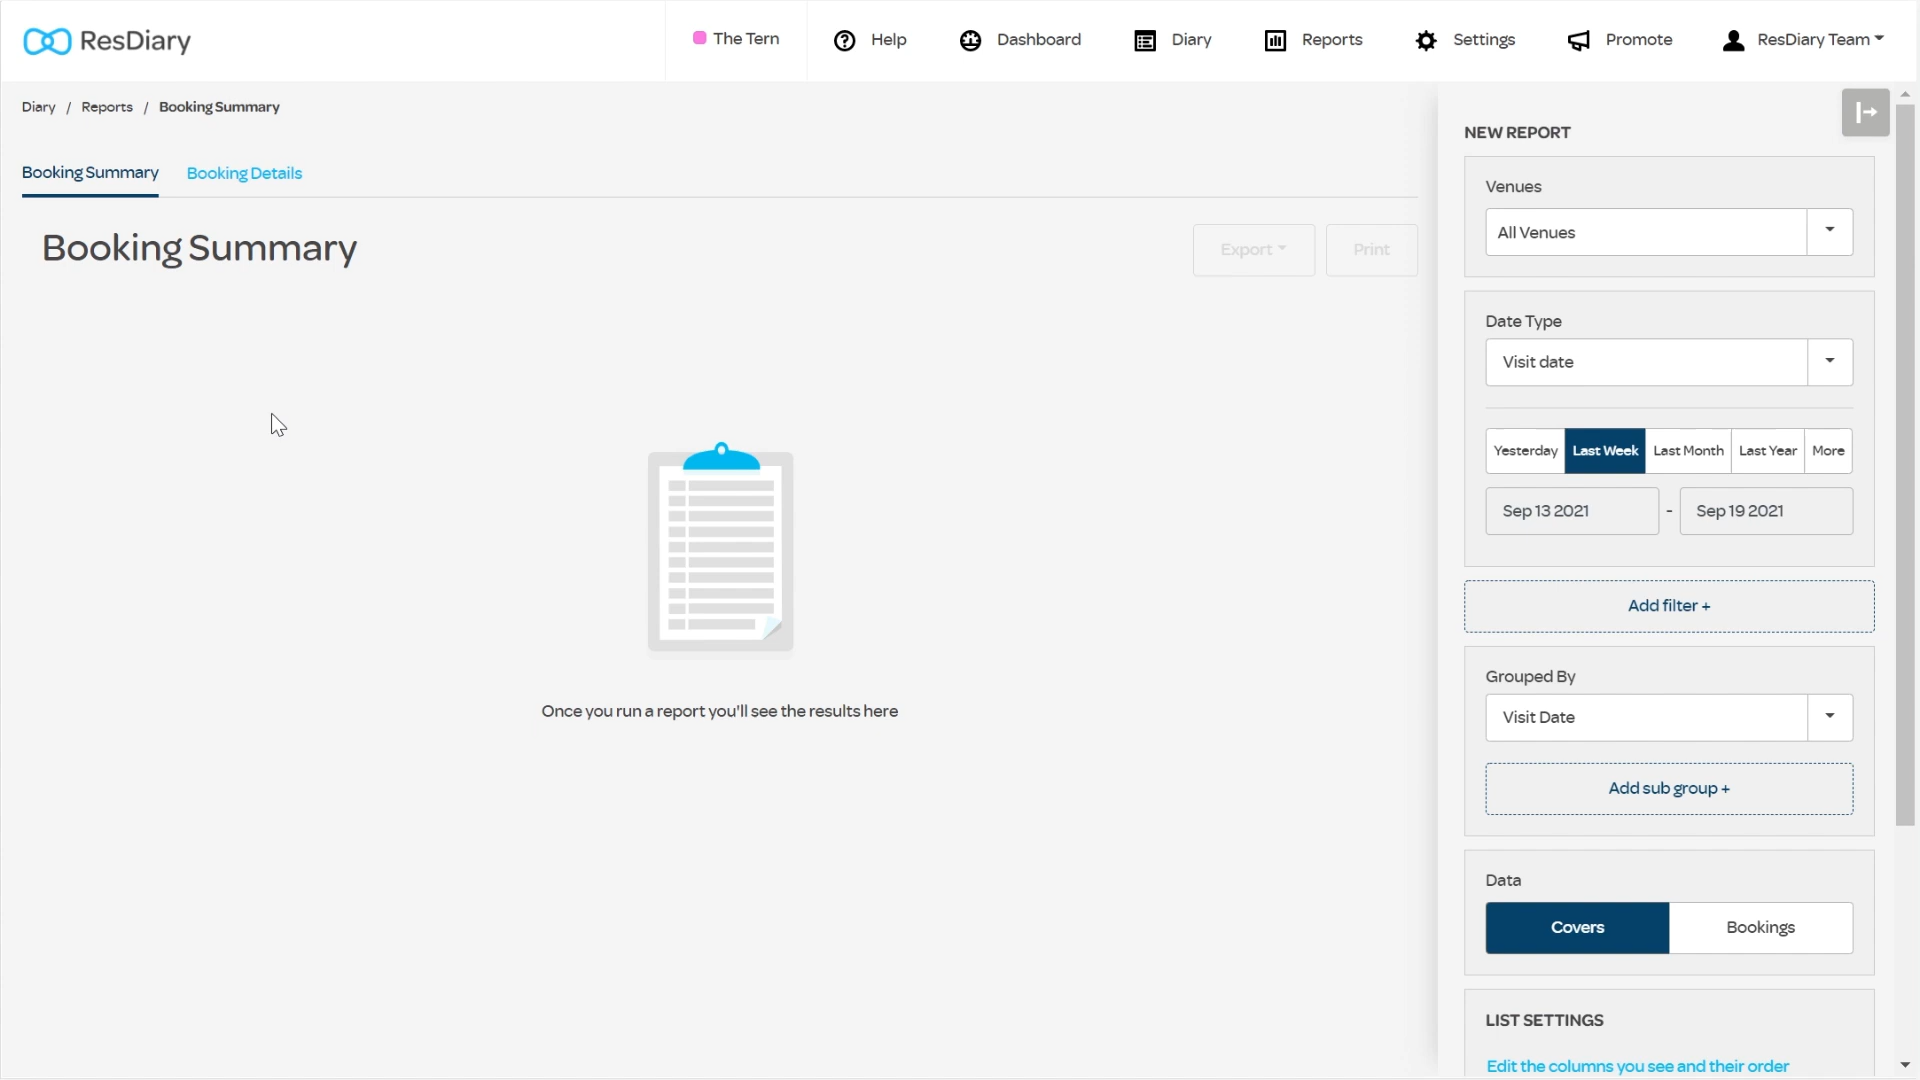 ResDiary
The Tern
Help
Dashboard
Diary
Reports
Settings
Promote
ResDiary Team
Diary / Reports / Booking Summary
Booking Summary
Booking Details
Booking Summary
Export
Print
Once you run a report you'll see the results here
NEW REPORT
Venues
All Venues
Date Type
Visit date
Yesterday
Last Week
Last Month
Last Year
More
Sep 13 2021 - Sep 19 2021
Add filter +
Grouped By
Visit Date
Add sub group +
Data
Covers
Bookings
LIST SETTINGS
Edit the columns you see and their order